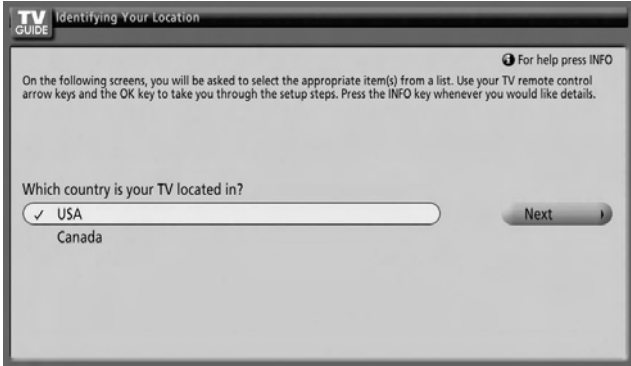 TV
GUIDE
Identifying Your Location
For help press INFO
On the following screens, you will be asked to select the appropriate item(s) from a list. Use your TV remote control
arrow keys and the OK key to take you through the setup steps. Press the INFO key whenever you would like details.
Which country is your TV located in?
✓ USA
Next
Canada